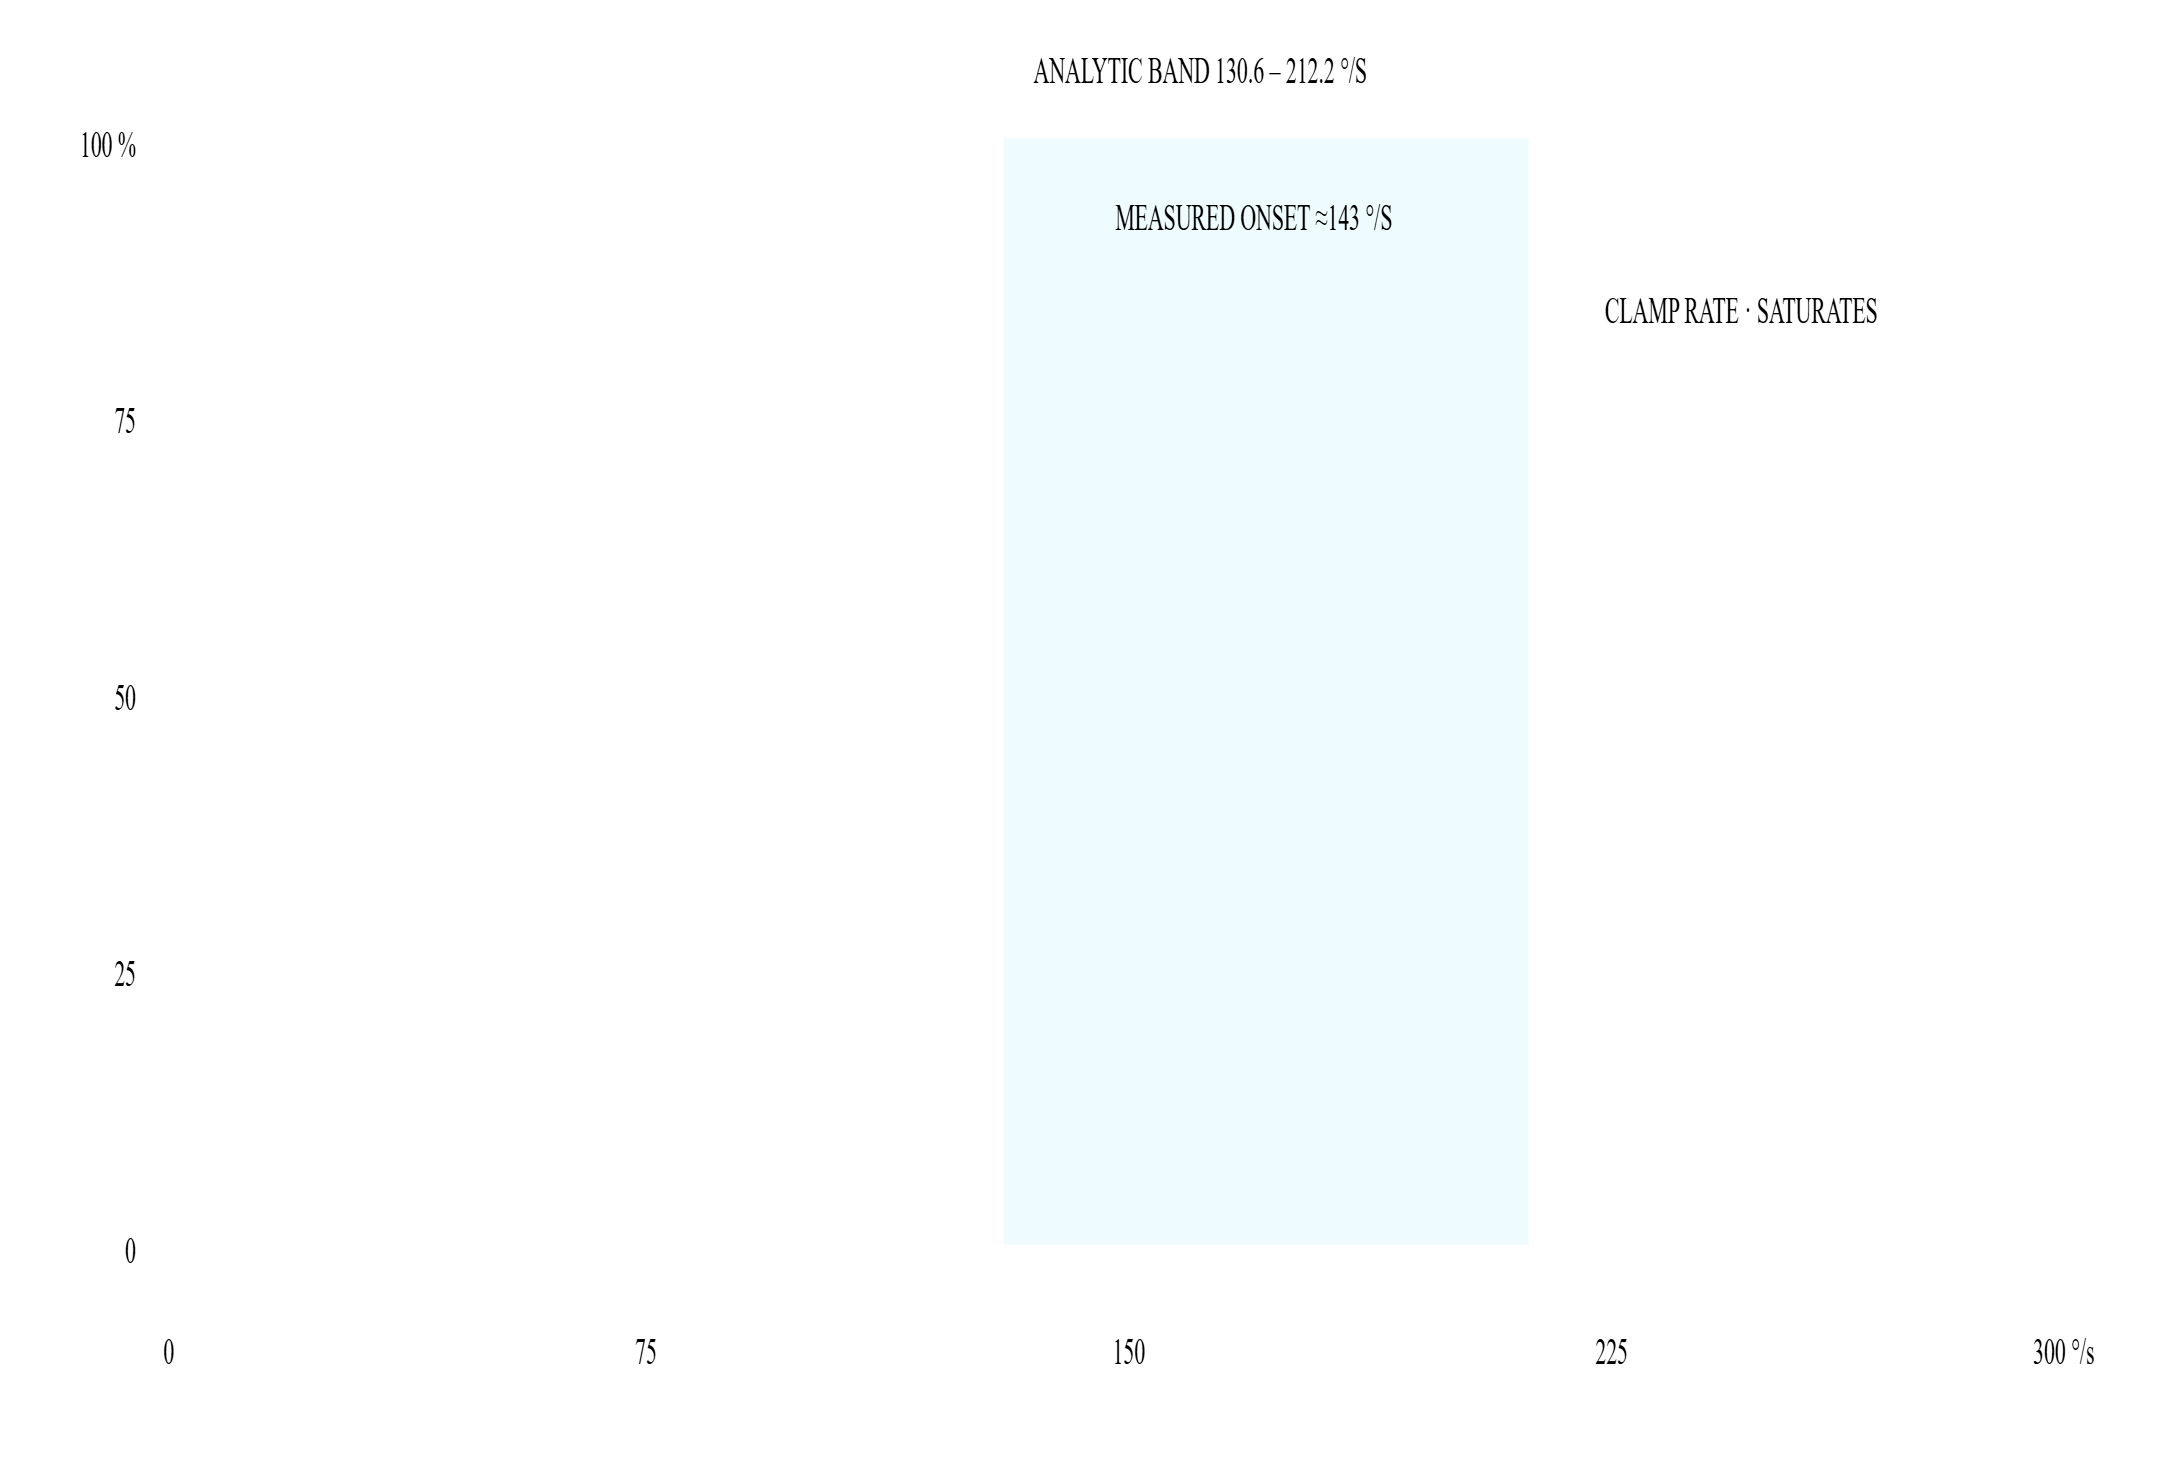 ANALYTIC BAND 130.6 – 212.2 °/S
100 %
MEASURED ONSET ≈143 °/S
CLAMP RATE · SATURATES
75
50
25
0
0 75 150 225 300 °/s